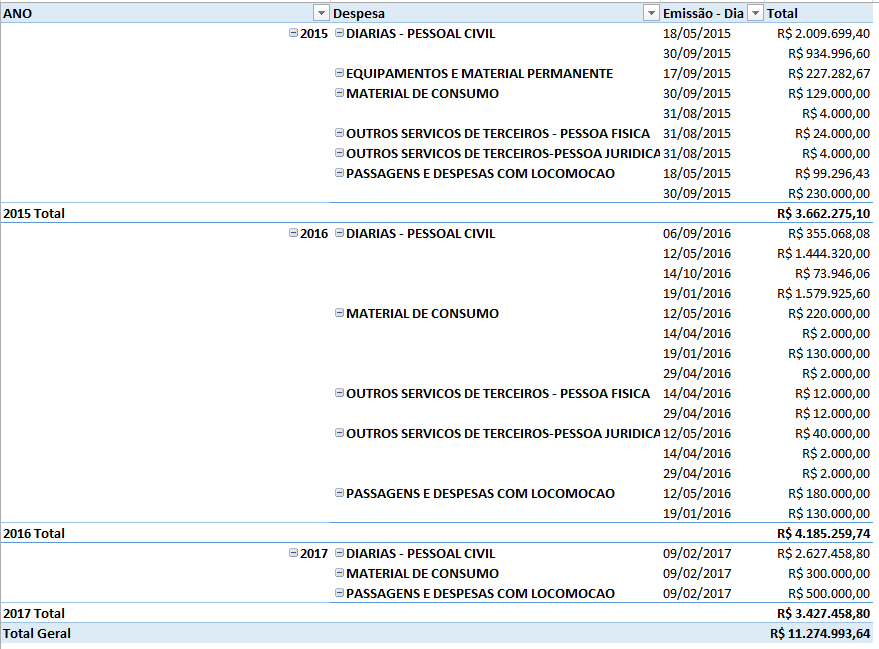 ANO Despesa Emissão - Dia Total
2015 DIARIAS - PESSOAL CIVIL 18/05/2015 R$ 2.009.699,40
30/09/2015 R$ 934.996,60
EQUIPAMENTOS E MATERIAL PERMANENTE 17/09/2015 R$ 227.282,67
MATERIAL DE CONSUMO 30/09/2015 R$ 129.000,00
31/08/2015 R$ 4.000,00
OUTROS SERVICOS DE TERCEIROS - PESSOA FISICA 31/08/2015 R$ 24.000,00
OUTROS SERVICOS DE TERCEIROS-PESSOA JURIDICA 31/08/2015 R$ 4.000,00
PASSAGENS E DESPESAS COM LOCOMOCAO 18/05/2015 R$ 99.296,43
30/09/2015 R$ 230.000,00
2015 Total R$ 3.662.275,10
2016 DIARIAS - PESSOAL CIVIL 06/09/2016 R$ 355.068,08
12/05/2016 R$ 1.444.320,00
14/10/2016 R$ 73.946,06
19/01/2016 R$ 1.579.925,60
MATERIAL DE CONSUMO 12/05/2016 R$ 220.000,00
14/04/2016 R$ 2.000,00
19/01/2016 R$ 130.000,00
29/04/2016 R$ 2.000,00
OUTROS SERVICOS DE TERCEIROS - PESSOA FISICA 14/04/2016 R$ 12.000,00
29/04/2016 R$ 12.000,00
OUTROS SERVICOS DE TERCEIROS-PESSOA JURIDICA 12/05/2016 R$ 40.000,00
14/04/2016 R$ 2.000,00
29/04/2016 R$ 2.000,00
PASSAGENS E DESPESAS COM LOCOMOCAO 12/05/2016 R$ 180.000,00
19/01/2016 R$ 130.000,00
2016 Total R$ 4.185.259,74
2017 DIARIAS - PESSOAL CIVIL 09/02/2017 R$ 2.627.458,80
MATERIAL DE CONSUMO 09/02/2017 R$ 300.000,00
PASSAGENS E DESPESAS COM LOCOMOCAO 09/02/2017 R$ 500.000,00
2017 Total R$ 3.427.458,80
Total Geral R$ 11.274.993,64